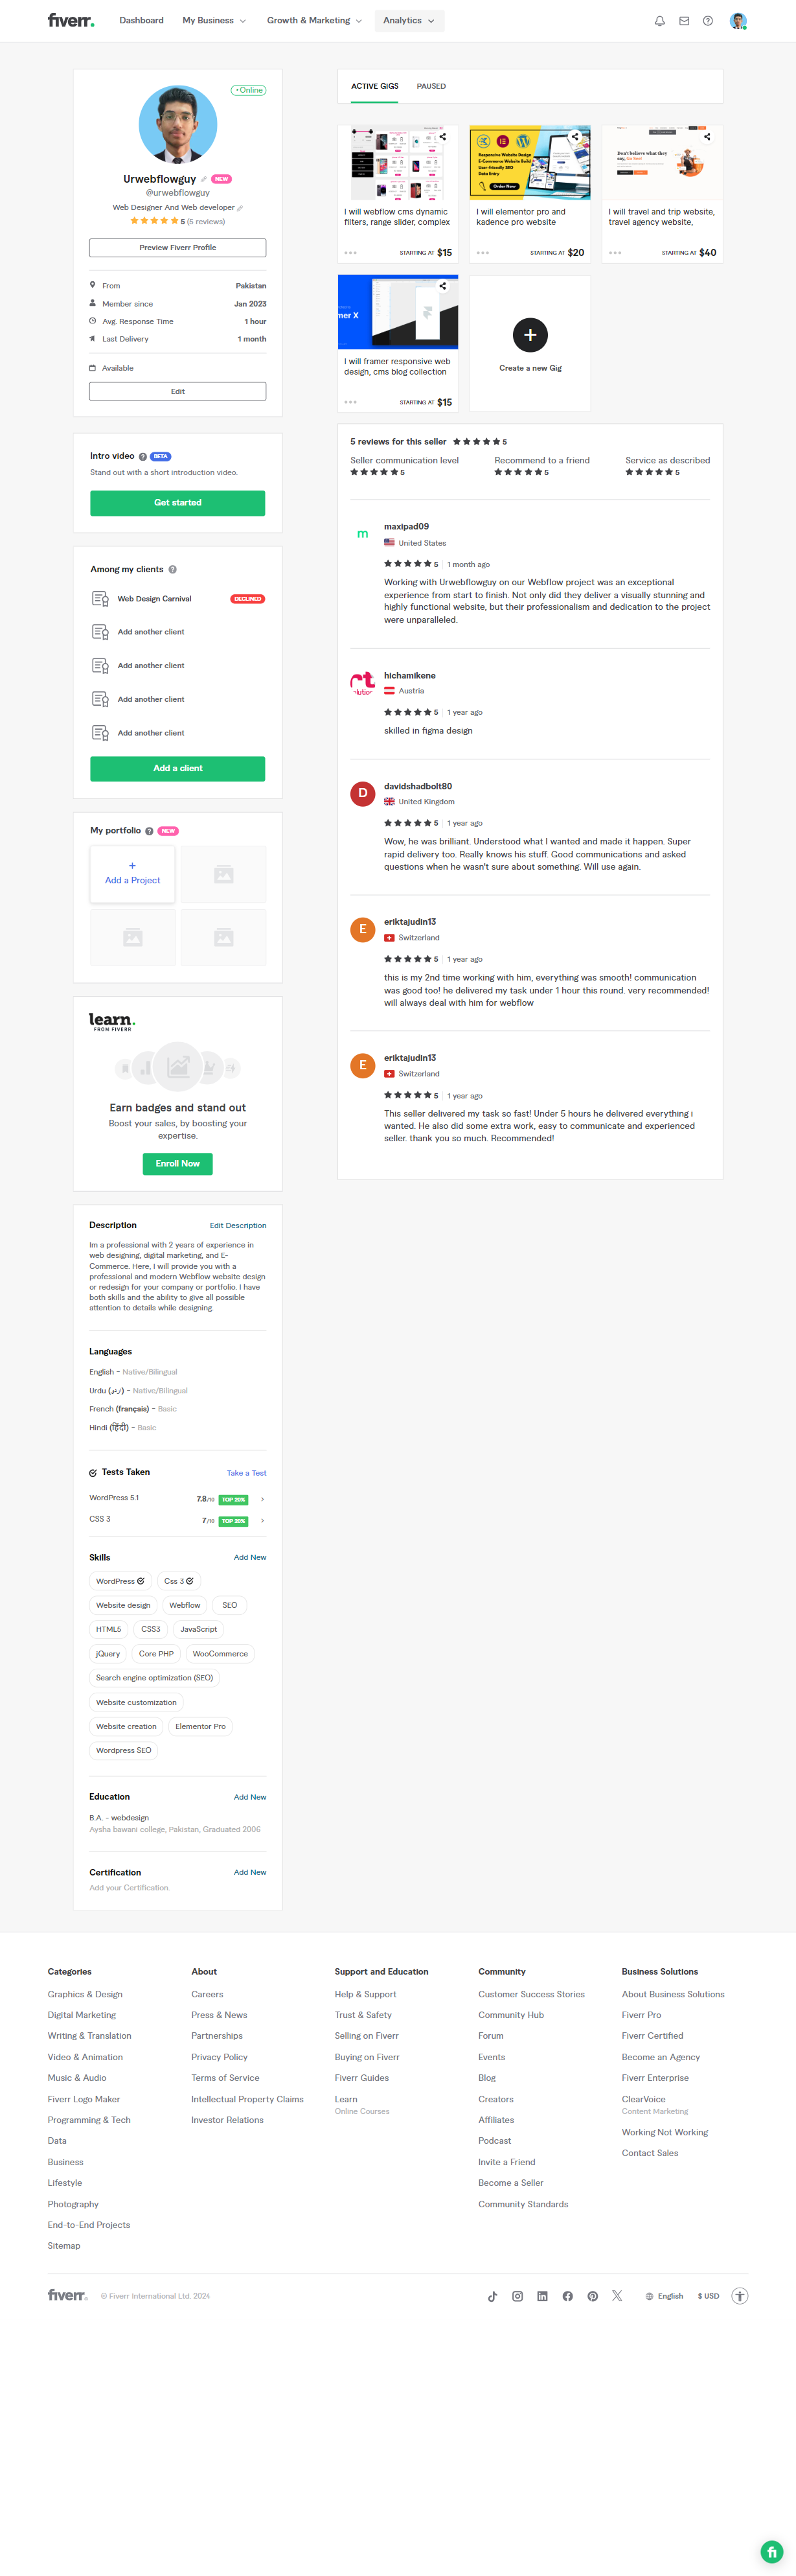 fiverr.
Dashboard
My Business
Growth & Marketing
Analytics
Online
Urwebflowguy
NEW
@urwebflowguy
Web Designer And Web developer
5 (5 reviews)
Preview Fiverr Profile
From Pakistan
Member since Jan 2023
Avg. Response Time 1 hour
Last Delivery 1 month
Available
Edit
Intro video ? BETA
Stand out with a short introduction video.
Get started
Among my clients ?
Web Design Carnival DECLINED
Add another client
Add another client
Add another client
Add another client
Add a client
My portfolio ? NEW
+
Add a Project
learn.
FROM FIVERR
Earn badges and stand out
Boost your sales, by boosting your
expertise.
Enroll Now
Description Edit Description
Im a professional with 2 years of experience in
web designing, digital marketing, and E-
Commerce. Here, I will provide you with a
professional and modern Webflow website design
or redesign for your company or portfolio. I have
both skills and the ability to give all possible
attention to details while designing.
Languages
English - Native/Bilingual
Urdu (اردو) - Native/Bilingual
French (français) - Basic
Hindi (हिंदी) - Basic
Tests Taken Take a Test
WordPress 5.1 7.8/10 TOP 20%
CSS 3 7/10 TOP 20%
Skills Add New
WordPress Css 3
Website design Webflow SEO
HTML5 CSS3 JavaScript
jQuery Core PHP WooCommerce
Search engine optimization (SEO)
Website customization
Website creation Elementor Pro
Wordpress SEO
Education Add New
B.A. - webdesign
Aysha bawani college, Pakistan, Graduated 2006
Certification Add New
Add your Certification.
ACTIVE GIGS PAUSED
I will webflow cms dynamic
filters, range slider, complex
STARTING AT $15
Responsive Website Design
E-Commerce Website Build
User-friendly SEO
Data Entry
Order Now
I will elementor pro and
kadence pro website
STARTING AT $20
Don't believe what they
say, Go See!
I will travel and trip website,
travel agency website,
STARTING AT $40
mer X
I will framer responsive web
design, cms blog collection
STARTING AT $15
+
Create a new Gig
5 reviews for this seller 5
Seller communication level
5
Recommend to a friend
5
Service as described
5
m
maxipad09
United States
5 | 1 month ago
Working with Urwebflowguy on our Webflow project was an exceptional
experience from start to finish. Not only did they deliver a visually stunning and
highly functional website, but their professionalism and dedication to the project
were unparalleled.
hichamikene
Austria
5 | 1 year ago
skilled in figma design
D
davidshadbolt80
United Kingdom
5 | 1 year ago
Wow, he was brilliant. Understood what I wanted and made it happen. Super
rapid delivery too. Really knows his stuff. Good communications and asked
questions when he wasn't sure about something. Will use again.
E
eriktajudin13
Switzerland
5 | 1 year ago
this is my 2nd time working with him, everything was smooth! communication
was good too! he delivered my task under 1 hour this round. very recommended!
will always deal with him for webflow
E
eriktajudin13
Switzerland
5 | 1 year ago
This seller delivered my task so fast! Under 5 hours he delivered everything i
wanted. He also did some extra work, easy to communicate and experienced
seller. thank you so much. Recommended!
Categories
Graphics & Design
Digital Marketing
Writing & Translation
Video & Animation
Music & Audio
Fiverr Logo Maker
Programming & Tech
Data
Business
Lifestyle
Photography
End-to-End Projects
Sitemap
About
Careers
Press & News
Partnerships
Privacy Policy
Terms of Service
Intellectual Property Claims
Investor Relations
Support and Education
Help & Support
Trust & Safety
Selling on Fiverr
Buying on Fiverr
Fiverr Guides
Learn
Online Courses
Community
Customer Success Stories
Community Hub
Forum
Events
Blog
Creators
Affiliates
Podcast
Invite a Friend
Become a Seller
Community Standards
Business Solutions
About Business Solutions
Fiverr Pro
Fiverr Certified
Become an Agency
Fiverr Enterprise
ClearVoice
Content Marketing
Working Not Working
Contact Sales
fiverr.
© Fiverr International Ltd. 2024
English
$ USD
fi